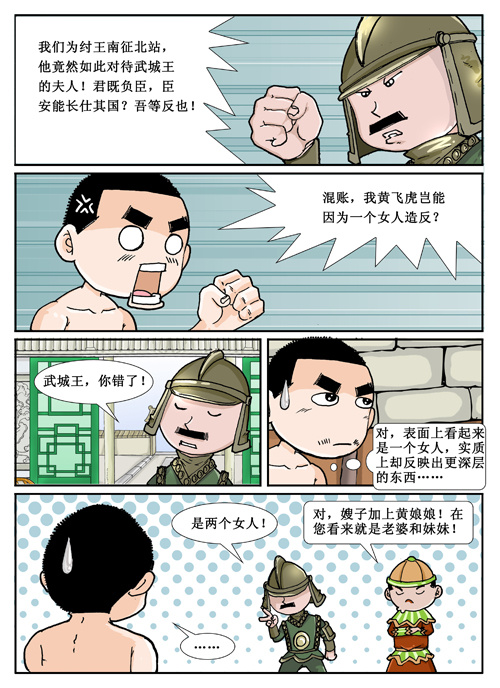 我们为纣王南征北站，
他竟然如此对待武城王
的夫人！君既负臣，臣
安能长仕其国？吾等反也！
混账，我黄飞虎岂能
因为一个女人造反？
武城王，你错了！
对，表面上看起来
是一个女人，实质
上却反映出更深层
的东西……
是两个女人！
对，嫂子加上黄娘娘！在
您看来就是老婆和妹妹！
……